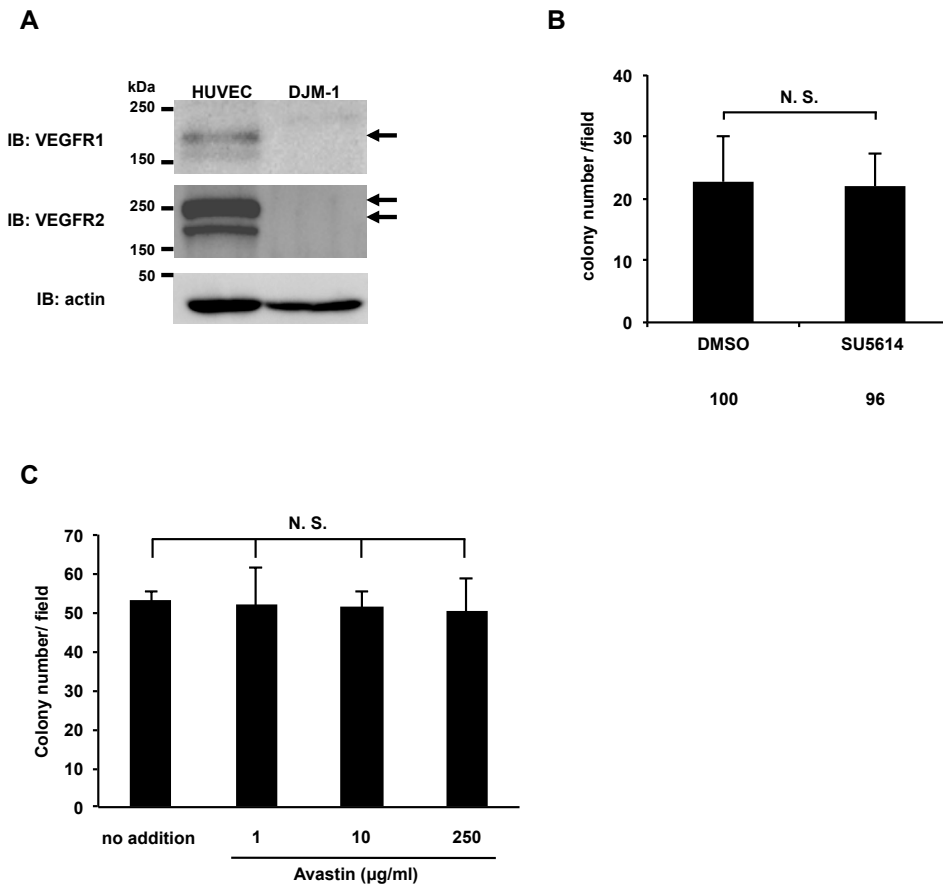 A
kDa
HUVEC DJM-1
250
IB: VEGFR1
150
250
IB: VEGFR2
150
50
IB: actin
B
40
N. S.
30
20
10
0
colony number /field
DMSO SU5614
100 96
C
N. S.
70
60
50
40
30
20
10
0
Colony number/ field
no addition 1 10 250
Avastin (µg/ml)